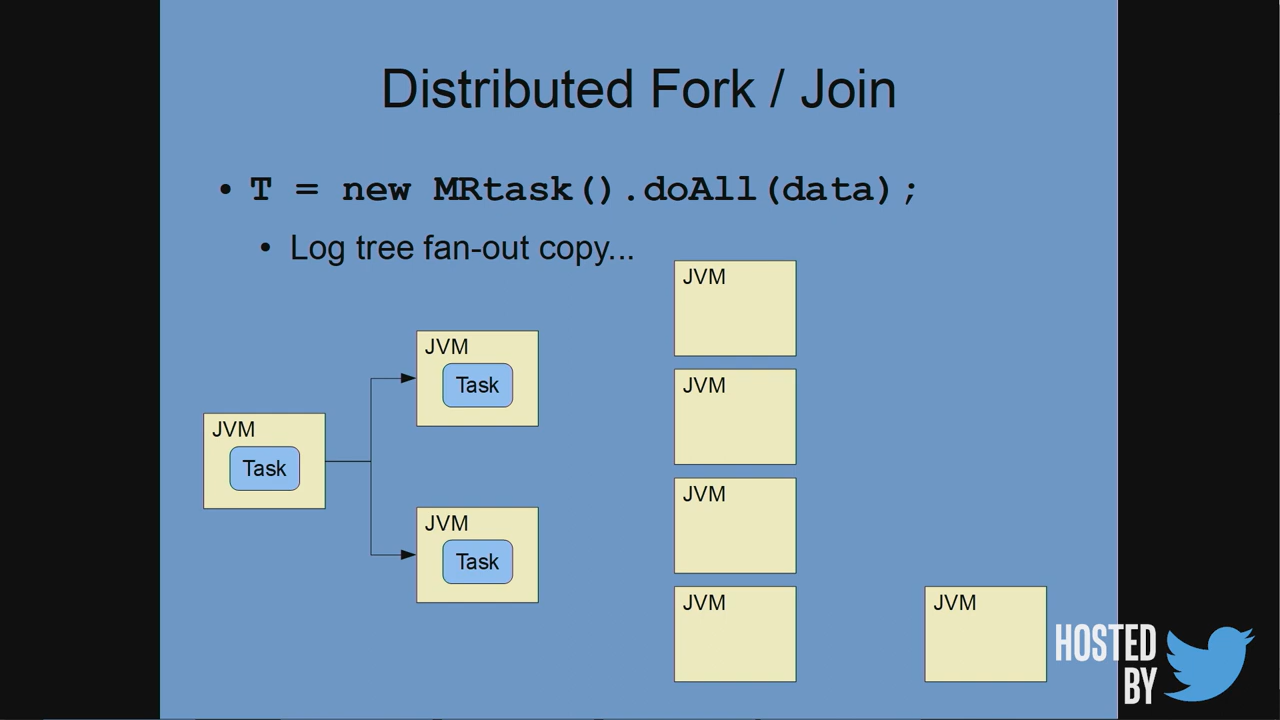 Distributed Fork / Join
• T = new MRtask().doAll(data);
• Log tree fan-out copy...
JVM
JVM
Task
JVM
JVM
Task
JVM
JVM
Task
JVM
JVM
HOSTED
BY